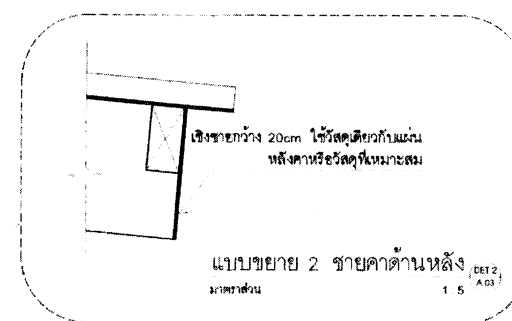 เชิงชายกว้าง 20cm ใช้วัสดุเดียวกับแผ่น
หลังคาหรือวัสดุที่เหมาะสม
แบบขยาย 2 ชายคาด้านหลัง
DET 2
A 03
มาตราส่วน 1 5